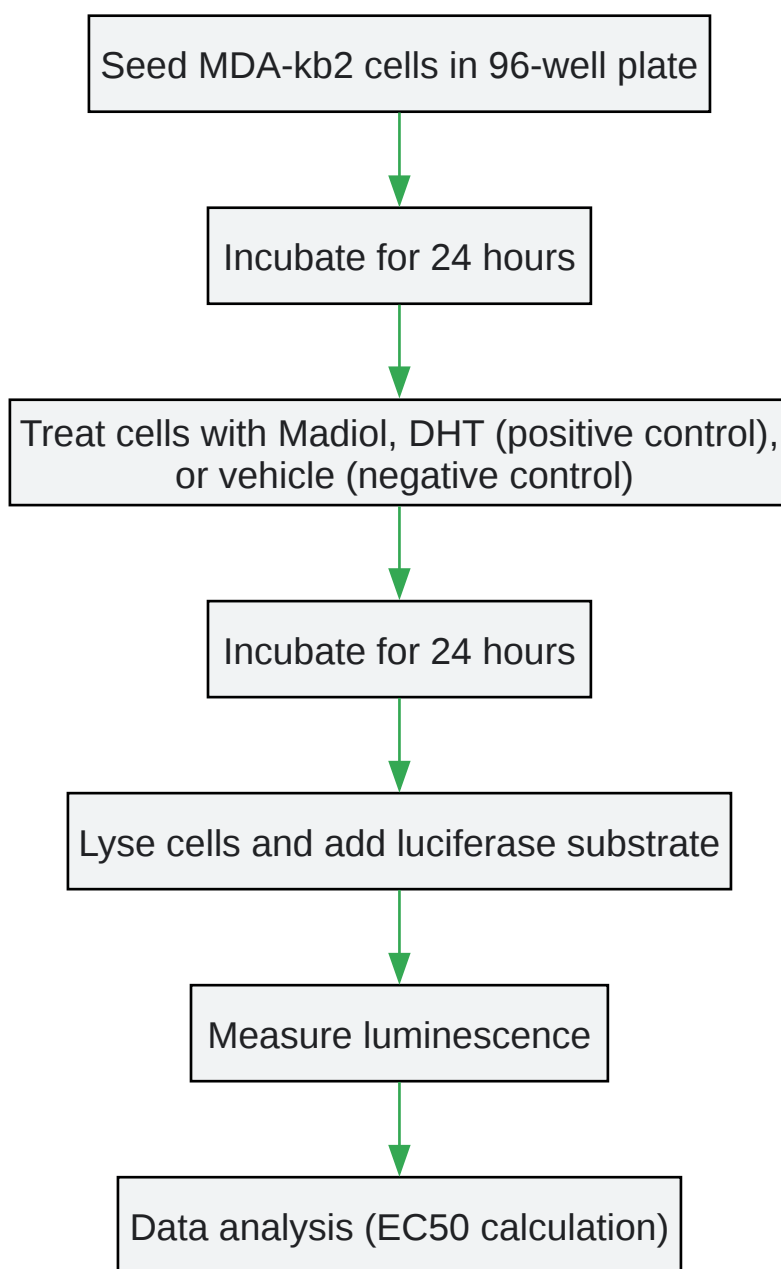 Seed MDA-kb2 cells in 96-well plate
Incubate for 24 hours
Treat cells with Madiol, DHT (positive control),
or vehicle (negative control)
Incubate for 24 hours
Lyse cells and add luciferase substrate
Measure luminescence
Data analysis (EC50 calculation)